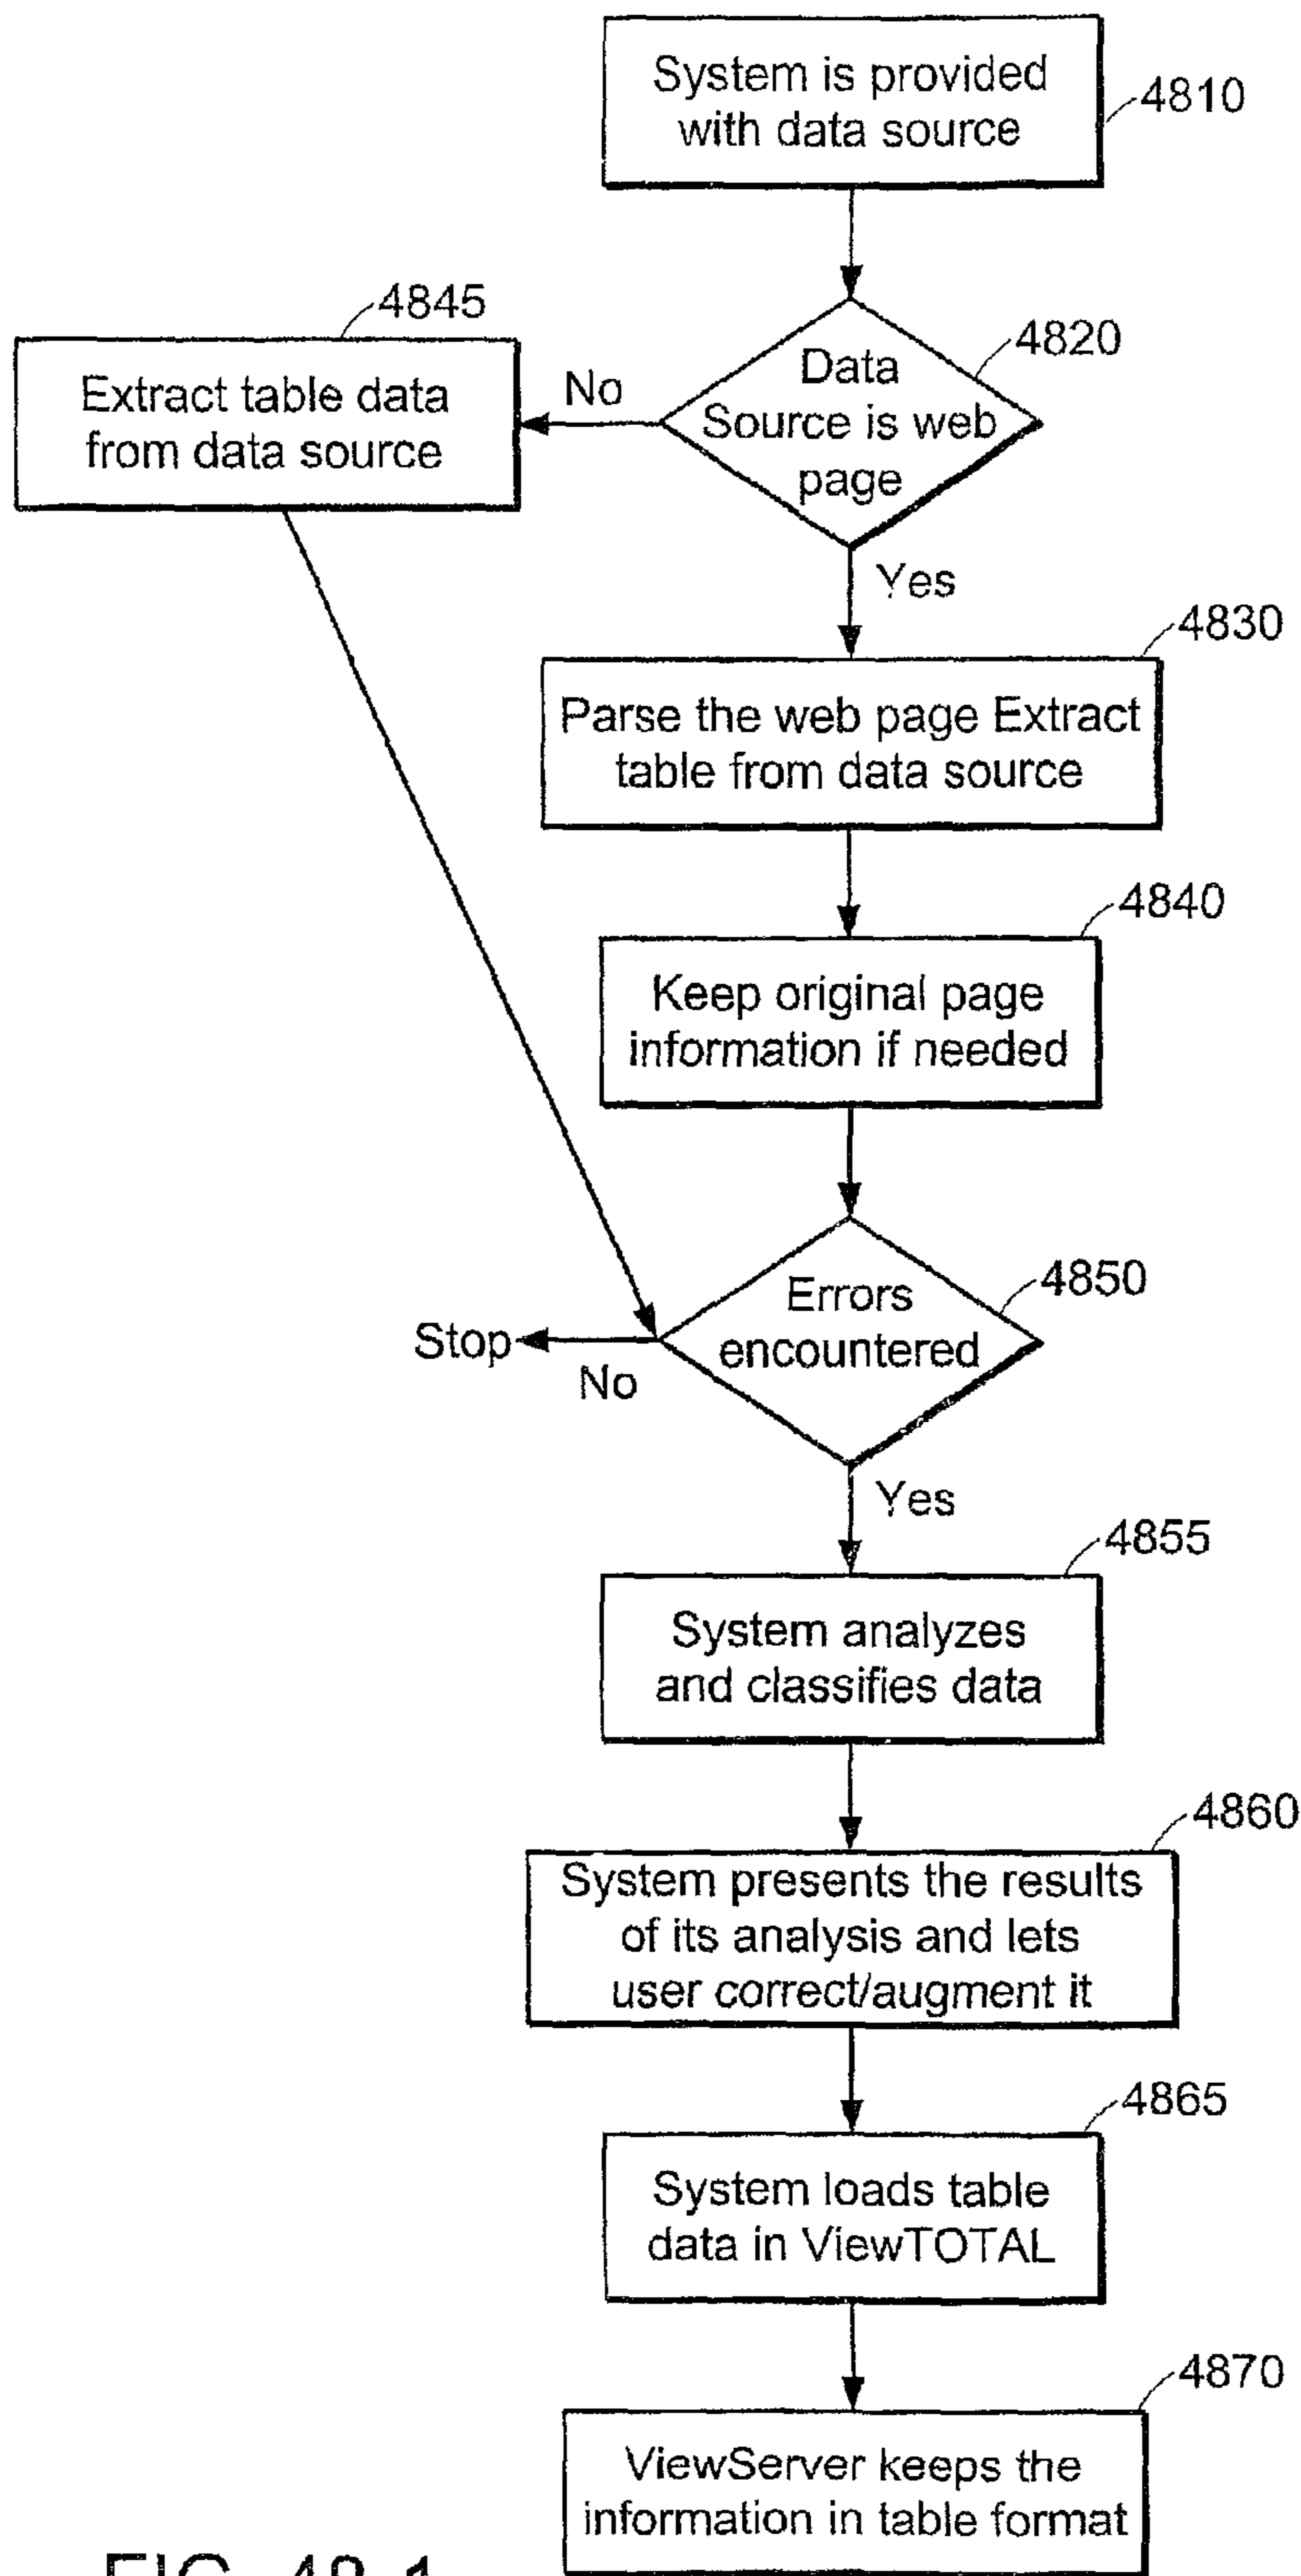 System is provided
with data source
4810
4845
Extract table data
from data source
No
Data
Source is web
page
4820
Yes
4830
Parse the web page Extract
table from data source
4840
Keep original page
information if needed
Errors
encountered
4850
Stop
No
Yes
4855
System analyzes
and classifies data
4860
System presents the results
of its analysis and lets
user correct/augment it
4865
System loads table
data in ViewTOTAL
4870
ViewServer keeps the
information in table format
FIG. 48-1